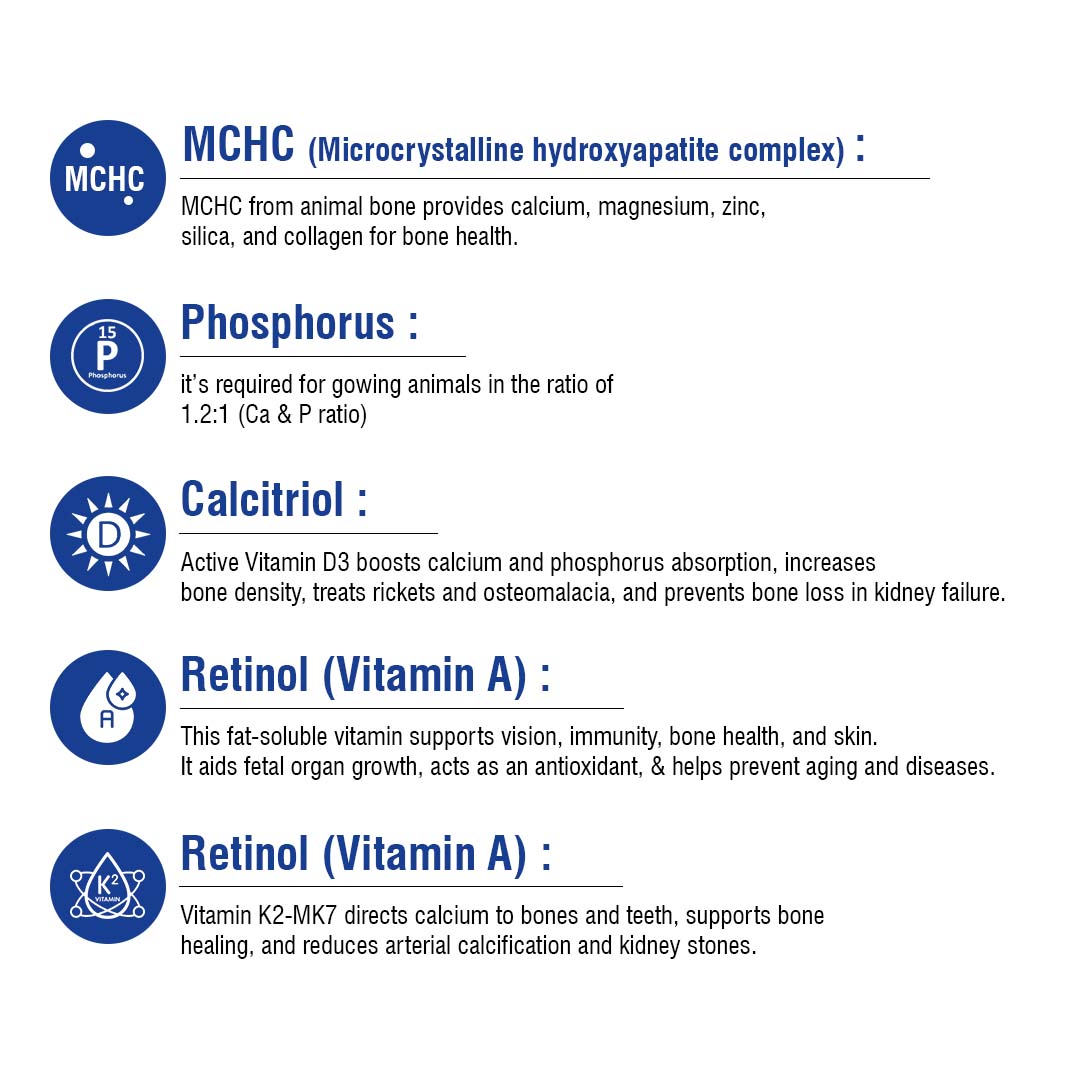 MCHC
MCHC (Microcrystalline hydroxyapatite complex) :
MCHC from animal bone provides calcium, magnesium, zinc,
silica, and collagen for bone health.
15
P
Phosphorus
Phosphorus :
it's required for gowing animals in the ratio of
1.2:1 (Ca & P ratio)
D
Calcitriol :
Active Vitamin D3 boosts calcium and phosphorus absorption, increases
bone density, treats rickets and osteomalacia, and prevents bone loss in kidney failure.
A
Retinol (Vitamin A) :
This fat-soluble vitamin supports vision, immunity, bone health, and skin.
It aids fetal organ growth, acts as an antioxidant, & helps prevent aging and diseases.
K²
VITAMIN
Retinol (Vitamin A) :
Vitamin K2-MK7 directs calcium to bones and teeth, supports bone
healing, and reduces arterial calcification and kidney stones.